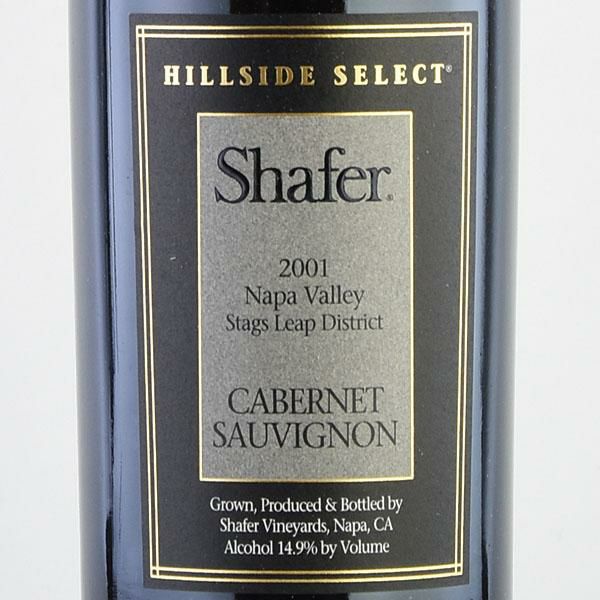 HILLSIDE SELECT®
Shafer®
2001
Napa Valley
Stags Leap District
CABERNET
SAUVIGNON
Grown, Produced & Bottled by
Shafer Vineyards, Napa, CA
Alcohol 14.9% by Volume